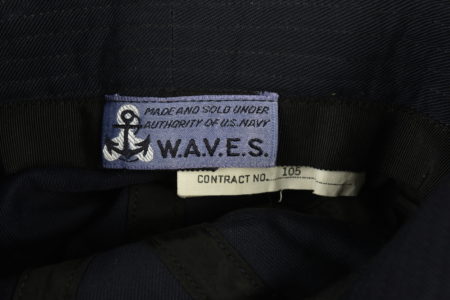 MADE AND SOLD UNDER
AUTHORITY OF U.S. NAVY
W.A.V.E.S.
CONTRACT NO. 105